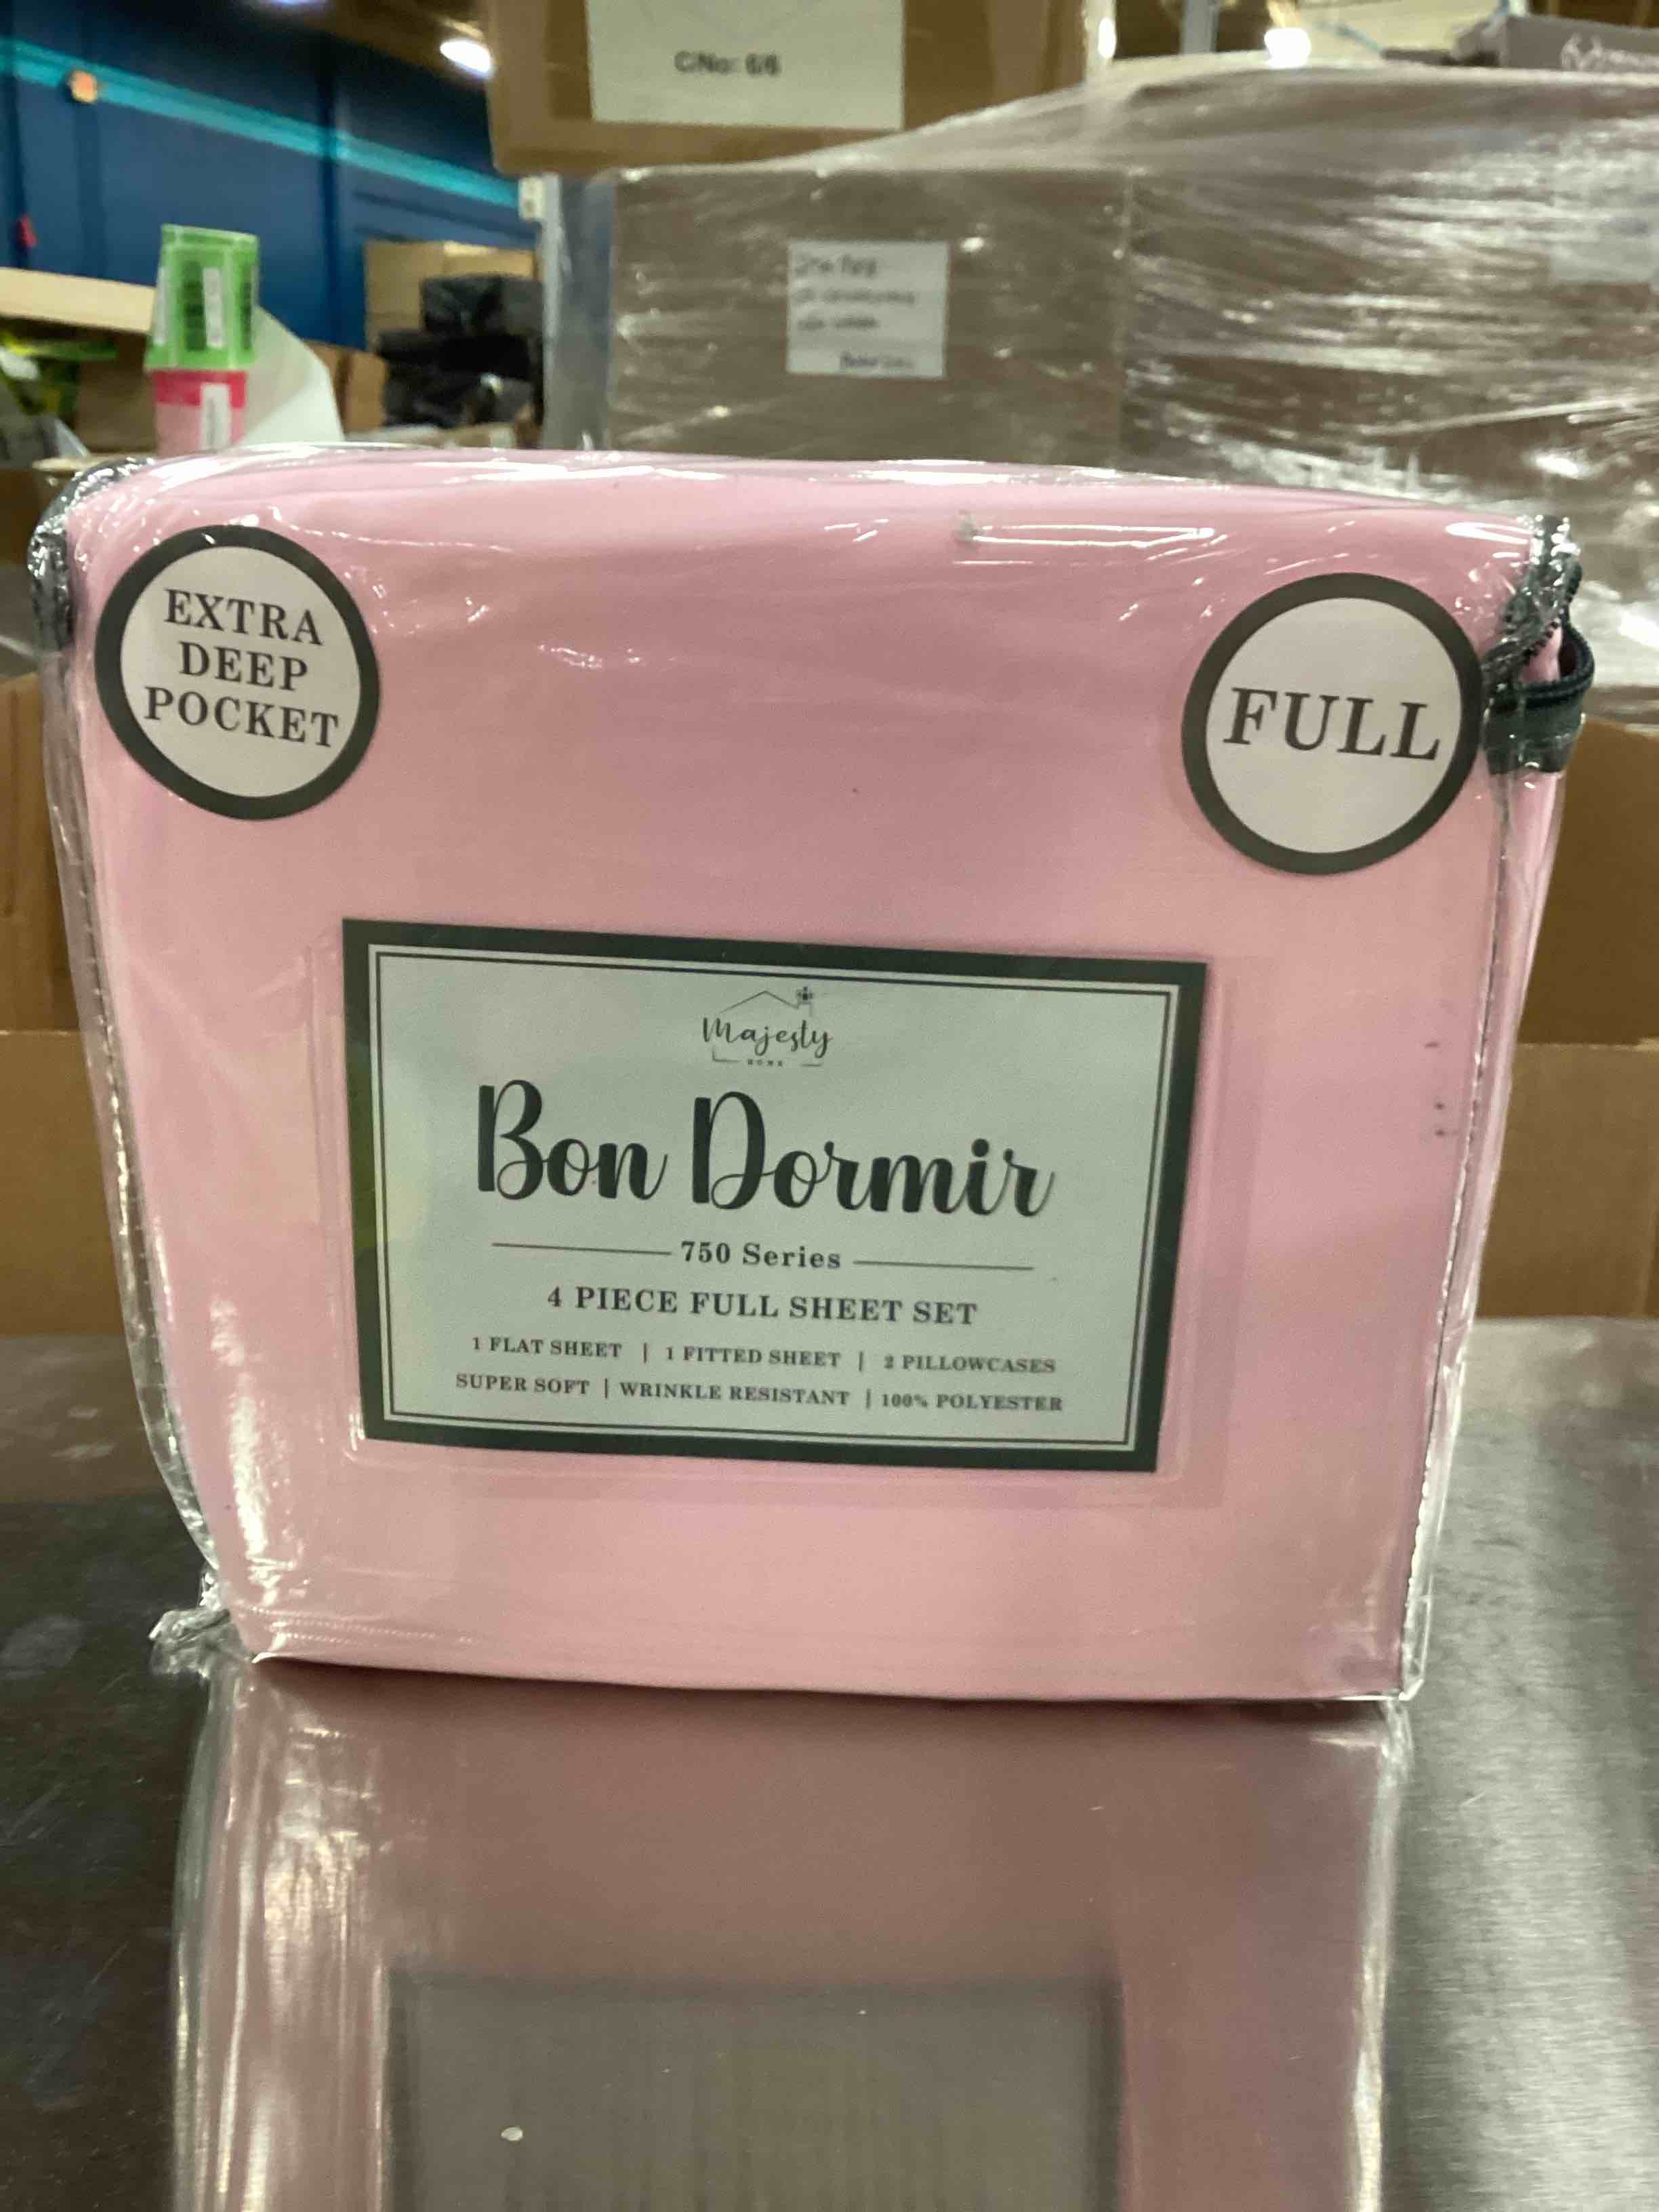 C/No: 6/6
EXTRA
DEEP
POCKET
FULL
Majesty
HOME
Bon Dormir
750 Series
4 PIECE FULL SHEET SET
1 FLAT SHEET | 1 FITTED SHEET | 2 PILLOWCASES
SUPER SOFT | WRINKLE RESISTANT | 100% POLYESTER